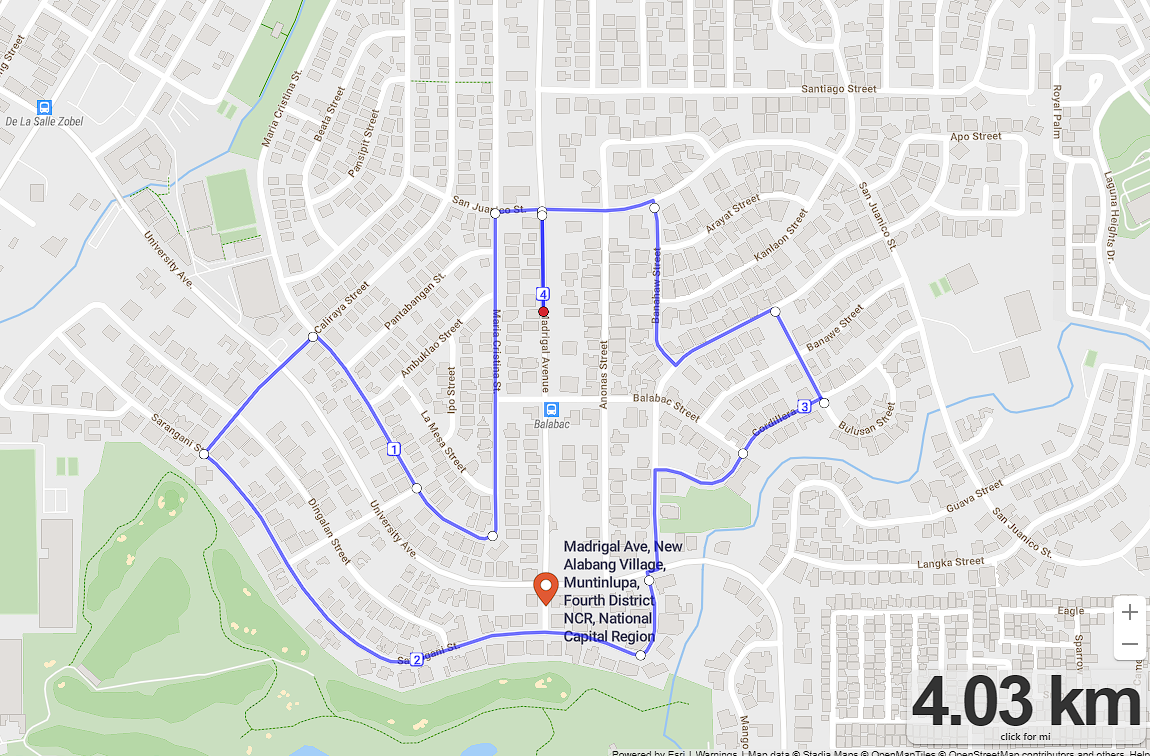 ng Street
De La Salle Zobel
Maria Cristina St.
Beata Street
Pansipit Street
Santiago Street
Royal Palm
Apo Street
Laguna Heights Dr.
San Juanico St.
San Juanico St.
Arayat Street
Kanlaon Street
University Ave.
Caliraya Street
Pantabangan St.
Ambuklao Street
Maria Cristina St.
4
Madrigal Avenue
Banahaw Street
Banawe Street
Anonas Street
Ipo Street
Balabac Street
Balabac
Sarangani St.
La Mesa Street
Cordillera
3
Bulusan Street
1
Dingalan Street
University Ave.
Guava Street
San Juanico St.
Langka Street
Madrigal Ave, New
Alabang Village,
Muntinlupa,
Fourth District
NCR, National
Capital Region
Eagle
Sparrow
Sarangani St.
2
Mango
+
−
4.03 km
click for mi
Powered by Esri | Warnings | Map data © Stadia Maps © OpenMapTiles © OpenStreetMap contributors and others. Help